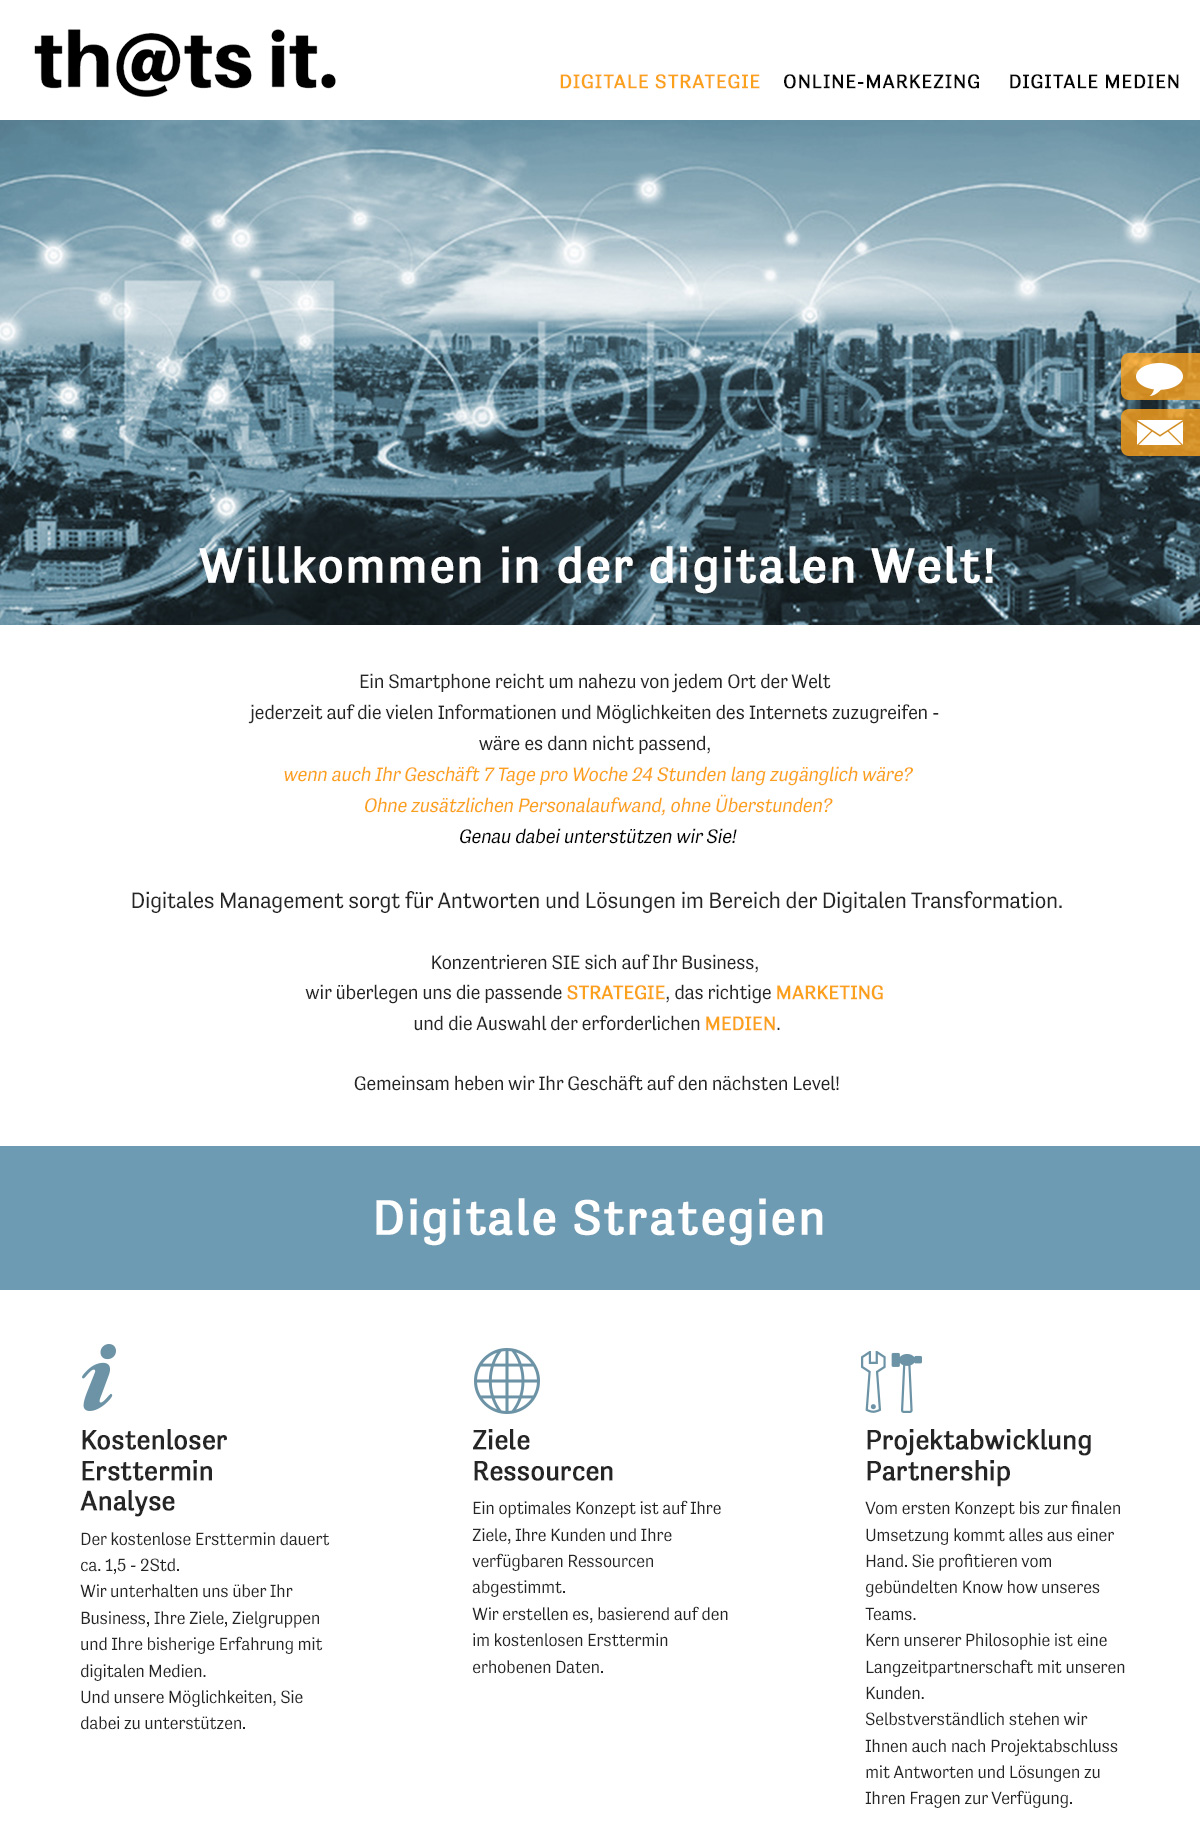 th@ts it.
DIGITALE STRATEGIE ONLINE-MARKEZING DIGITALE MEDIEN
Adobe Stock
Willkommen in der digitalen Welt!
Ein Smartphone reicht um nahezu von jedem Ort der Welt
jederzeit auf die vielen Informationen und Möglichkeiten des Internets zuzugreifen -
wäre es dann nicht passend,
wenn auch Ihr Geschäft 7 Tage pro Woche 24 Stunden lang zugänglich wäre?
Ohne zusätzlichen Personalaufwand, ohne Überstunden?
Genau dabei unterstützen wir Sie!
Digitales Management sorgt für Antworten und Lösungen im Bereich der Digitalen Transformation.
Konzentrieren SIE sich auf Ihr Business,
wir überlegen uns die passende STRATEGIE, das richtige MARKETING
und die Auswahl der erforderlichen MEDIEN.
Gemeinsam heben wir Ihr Geschäft auf den nächsten Level!
Digitale Strategien
Kostenloser
Ersttermin
Analyse
Der kostenlose Ersttermin dauert
ca. 1,5 - 2Std.
Wir unterhalten uns über Ihr
Business, Ihre Ziele, Zielgruppen
und Ihre bisherige Erfahrung mit
digitalen Medien.
Und unsere Möglichkeiten, Sie
dabei zu unterstützen.
Ziele
Ressourcen
Ein optimales Konzept ist auf Ihre
Ziele, Ihre Kunden und Ihre
verfügbaren Ressourcen
abgestimmt.
Wir erstellen es, basierend auf den
im kostenlosen Ersttermin
erhobenen Daten.
Projektabwicklung
Partnership
Vom ersten Konzept bis zur finalen
Umsetzung kommt alles aus einer
Hand. Sie profitieren vom
gebündelten Know how unseres
Teams.
Kern unserer Philosophie ist eine
Langzeitpartnerschaft mit unseren
Kunden.
Selbstverständlich stehen wir
Ihnen auch nach Projektabschluss
mit Antworten und Lösungen zu
Ihren Fragen zur Verfügung.